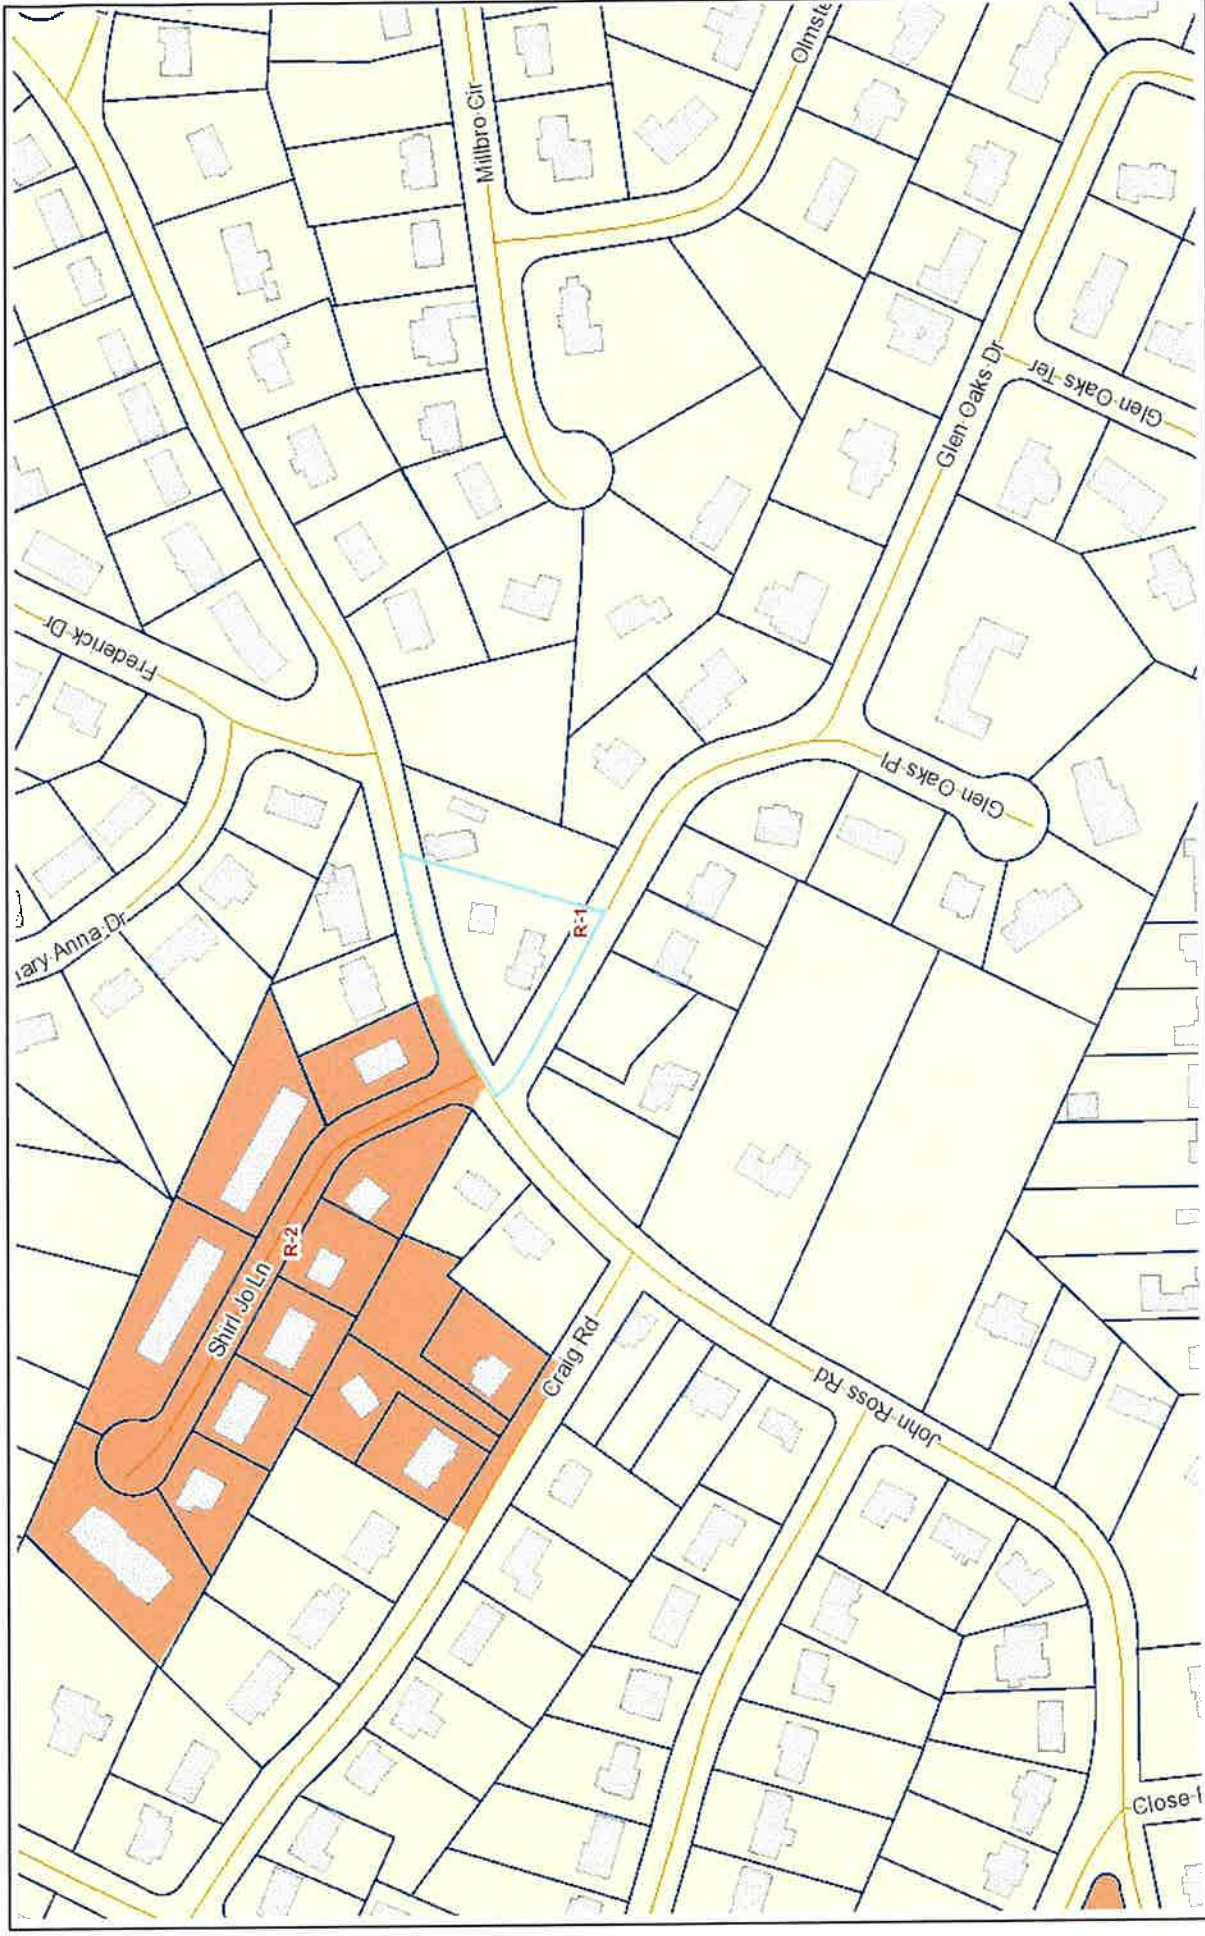 Millbro Cir
Olmste
Frederick Dr
Glen Oaks Dr
Glen Oaks Ter
Glen Oaks Pl
ary Anna Dr
R-1
R-2
Shirl Jo Ln
Craig Rd
John Ross Rd
Close